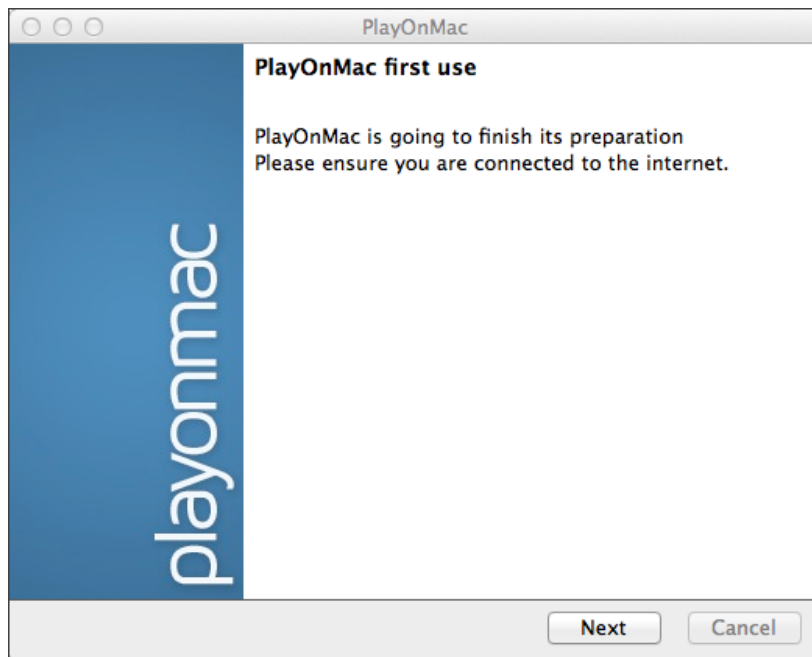 PlayOnMac
PlayOnMac first use
PlayOnMac is going to finish its preparation
Please ensure you are connected to the internet.
playonmac
Next
Cancel